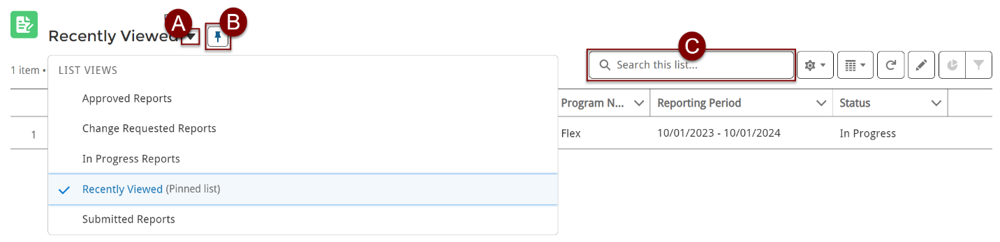 A
B
Recently Viewed
C
Search this list...
1 item •
LIST VIEWS
Approved Reports
Change Requested Reports
In Progress Reports
Recently Viewed (Pinned list)
Submitted Reports
Program N...
Reporting Period
Status
1
Flex
10/01/2023 - 10/01/2024
In Progress